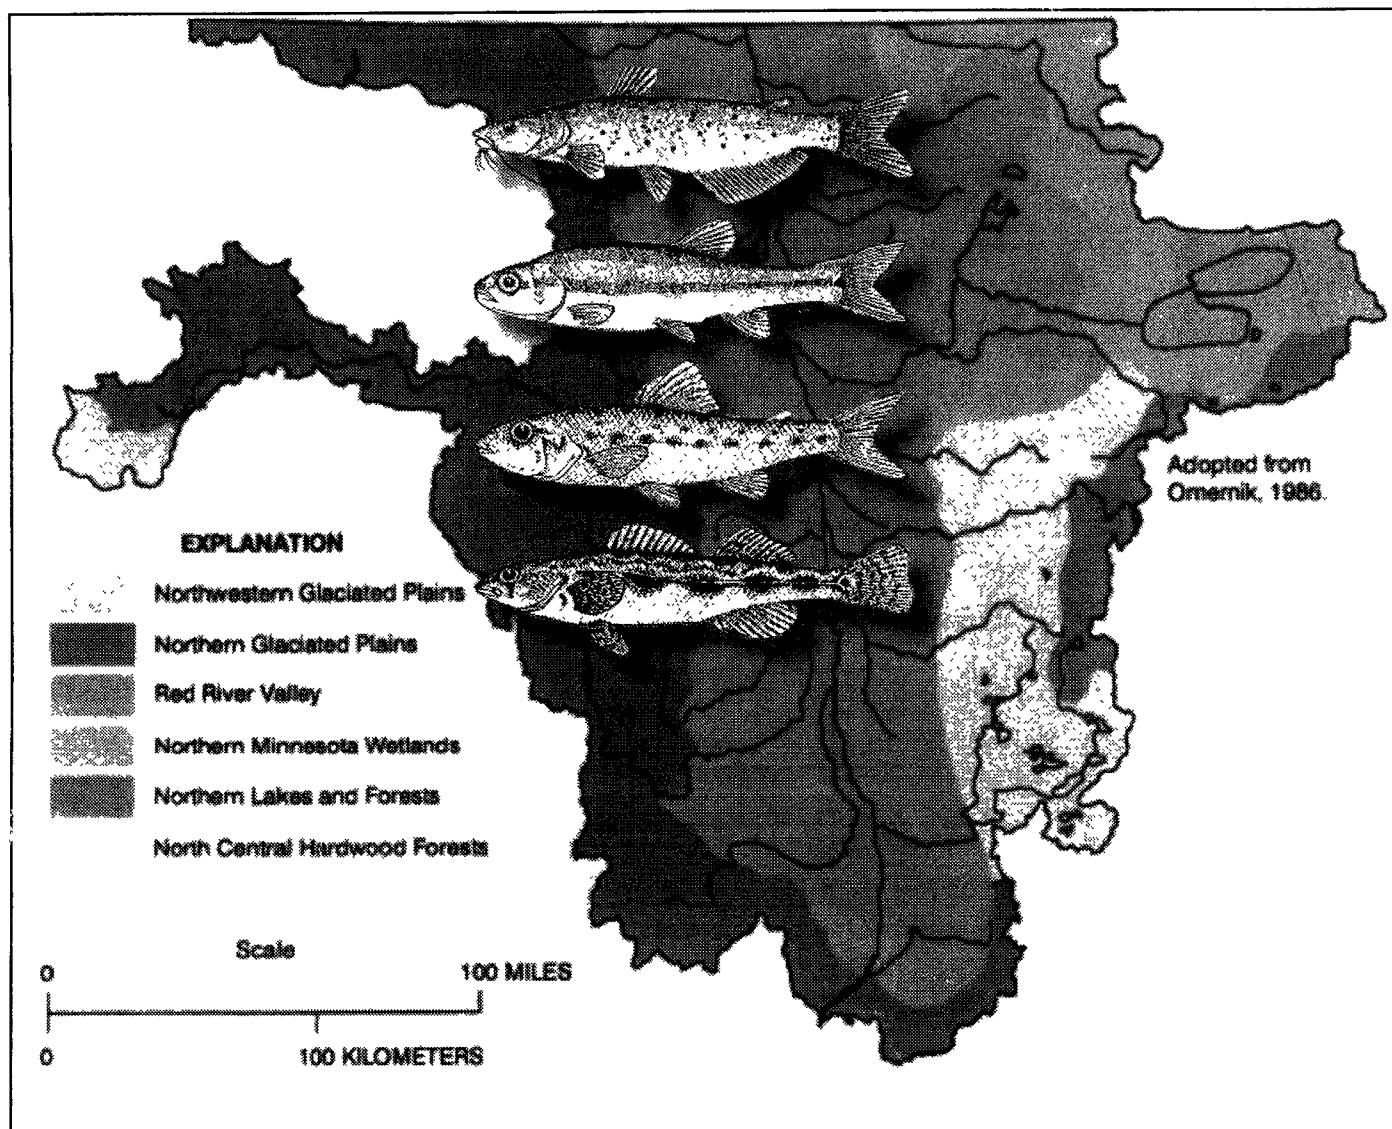 Adopted from
Omernik, 1986.
EXPLANATION
Northwestern Glaciated Plains
Northern Glaciated Plains
Red River Valley
Northern Minnesota Wetlands
Northern Lakes and Forests
North Central Hardwood Forests
Scale
0 100 MILES
0 100 KILOMETERS